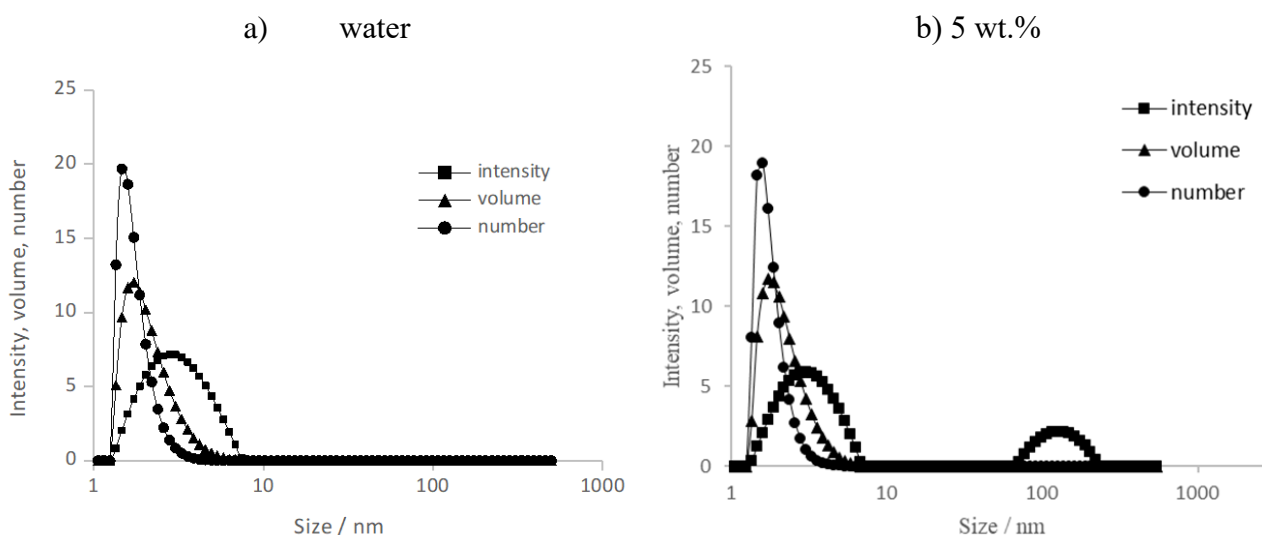 a) water
Intensity, volume, number
25
20
15
10
5
0
1
10
100
1000
Size / nm
intensity
volume
number
b) 5 wt.%
Intensity, volume, number
25
20
15
10
5
0
1
10
100
1000
Size / nm
intensity
volume
number